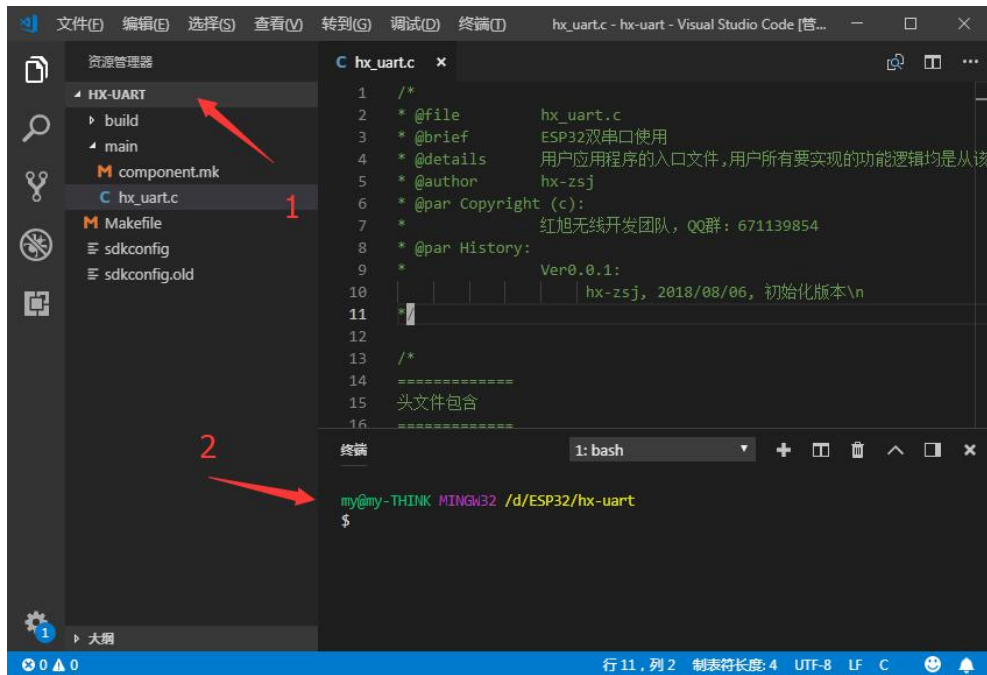 文件(F) 编辑(E) 选择(S) 查看(V) 转到(G) 调试(D) 终端(T) hx_uart.c - hx-uart - Visual Studio Code [管...
资源管理器
HX-UART
build
main
M component.mk
C hx_uart.c
M Makefile
sdkconfig
sdkconfig.old
大纲
1
2
C hx_uart.c ×
1 /*
2 * @file hx_uart.c
3 * @brief ESP32双串口使用
4 * @details 用户应用程序的入口文件,用户所有要实现的功能逻辑均是从该
5 * @author hx-zsj
6 * @par Copyright (c):
7 * 红旭无线开发团队，QQ群：671139854
8 * @par History:
9 * Ver0.0.1:
10 hx-zsj, 2018/08/06, 初始化版本\n
11 */
12
13 /*
14 =============
15 头文件包含
16 =============
终端 1: bash
my@my-THINK MINGW32 /d/ESP32/hx-uart
$
1
0 0 行 11，列 2 制表符长度: 4 UTF-8 LF C